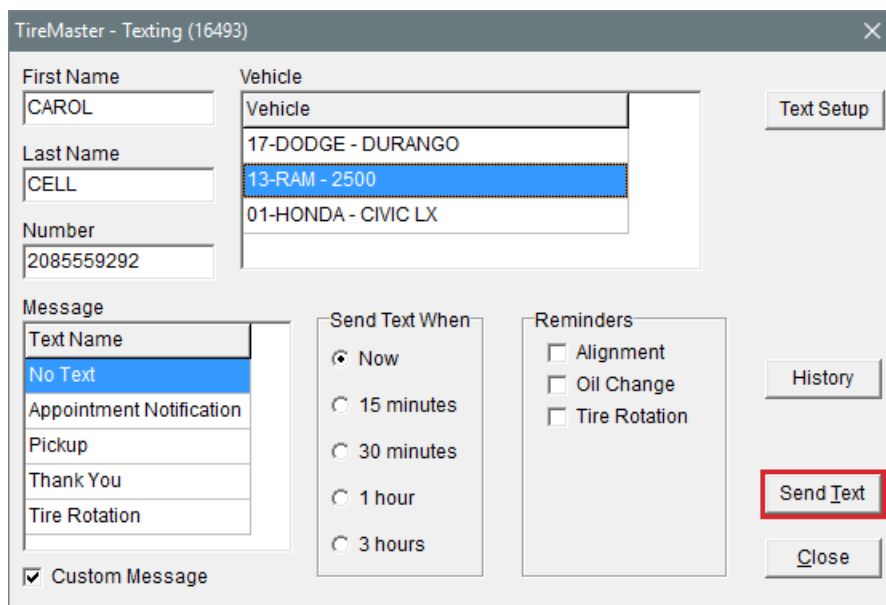 TireMaster - Texting (16493)
First Name
CAROL
Last Name
CELL
Number
2085559292
Vehicle
Vehicle
17-DODGE - DURANGO
13-RAM - 2500
01-HONDA - CIVIC LX
Text Setup
Message
Text Name
No Text
Appointment Notification
Pickup
Thank You
Tire Rotation
Custom Message
Send Text When
Now
15 minutes
30 minutes
1 hour
3 hours
Reminders
Alignment
Oil Change
Tire Rotation
History
Send Text
Close